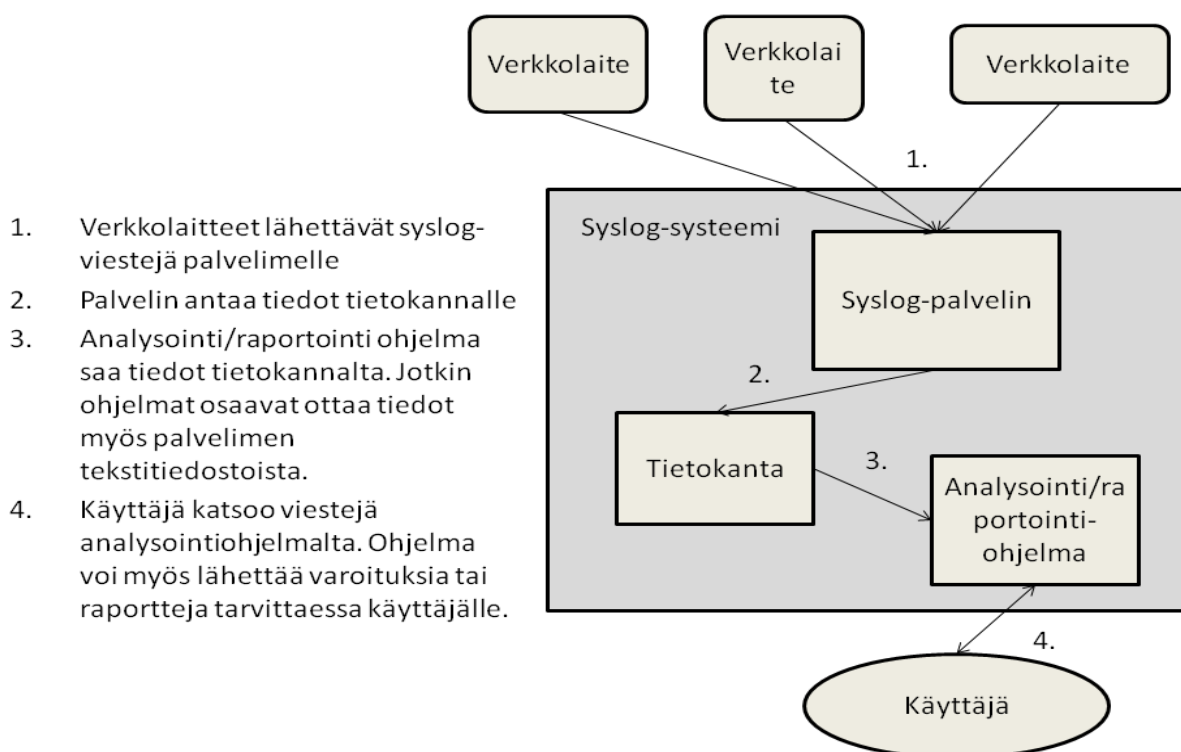 Verkkolaite
Verkkolai
te
Verkkolaite
1.
1. Verkkolaitteet lähettävät syslog-
viestejä palvelimelle
2. Palvelin antaa tiedot tietokannalle
3. Analysointi/raportointi ohjelma
saa tiedot tietokannalta. Jotkin
ohjelmat osaavat ottaa tiedot
myös palvelimen
tekstitiedostoista.
4. Käyttäjä katsoo viestejä
analysointiohjelmalta. Ohjelma
voi myös lähettää varoituksia tai
raportteja tarvittaessa käyttäjälle.
Syslog-systeemi
Syslog-palvelin
2.
Tietokanta
3.
Analysointi/ra
portointi-
ohjelma
4.
Käyttäjä